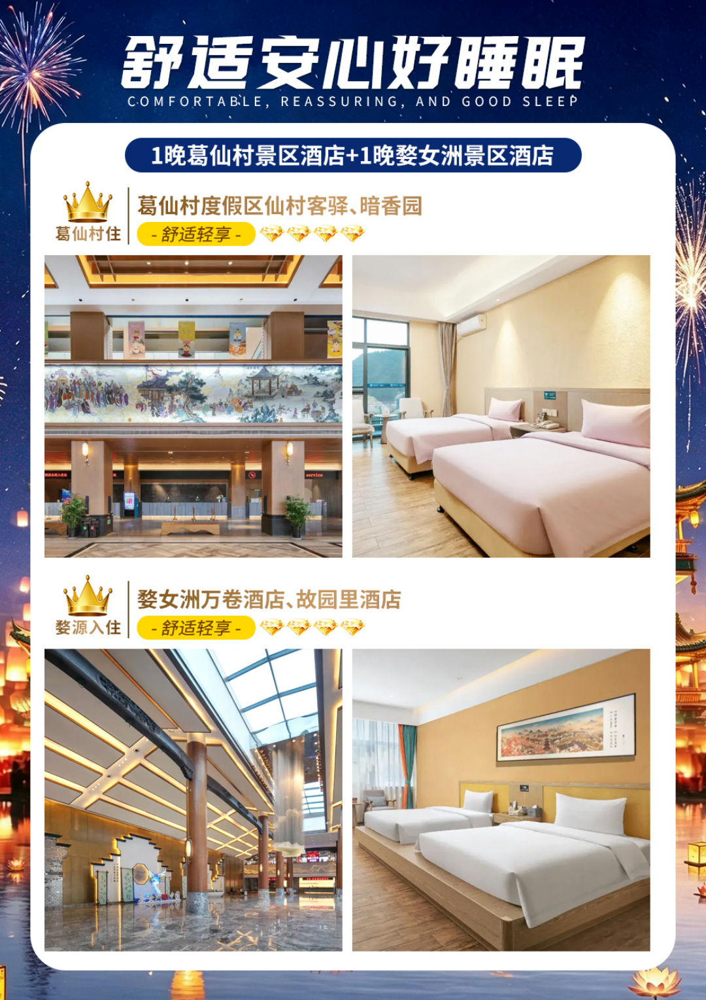 舒适安心好睡眠
COMFORTABLE, REASSURING, AND GOOD SLEEP
1晚葛仙村景区酒店+1晚婺女洲景区酒店
葛仙村住
葛仙村度假区仙村客驿、暗香园
- 舒适轻享 -
service
婺源入住
婺女洲万卷酒店、故园里酒店
- 舒适轻享 -